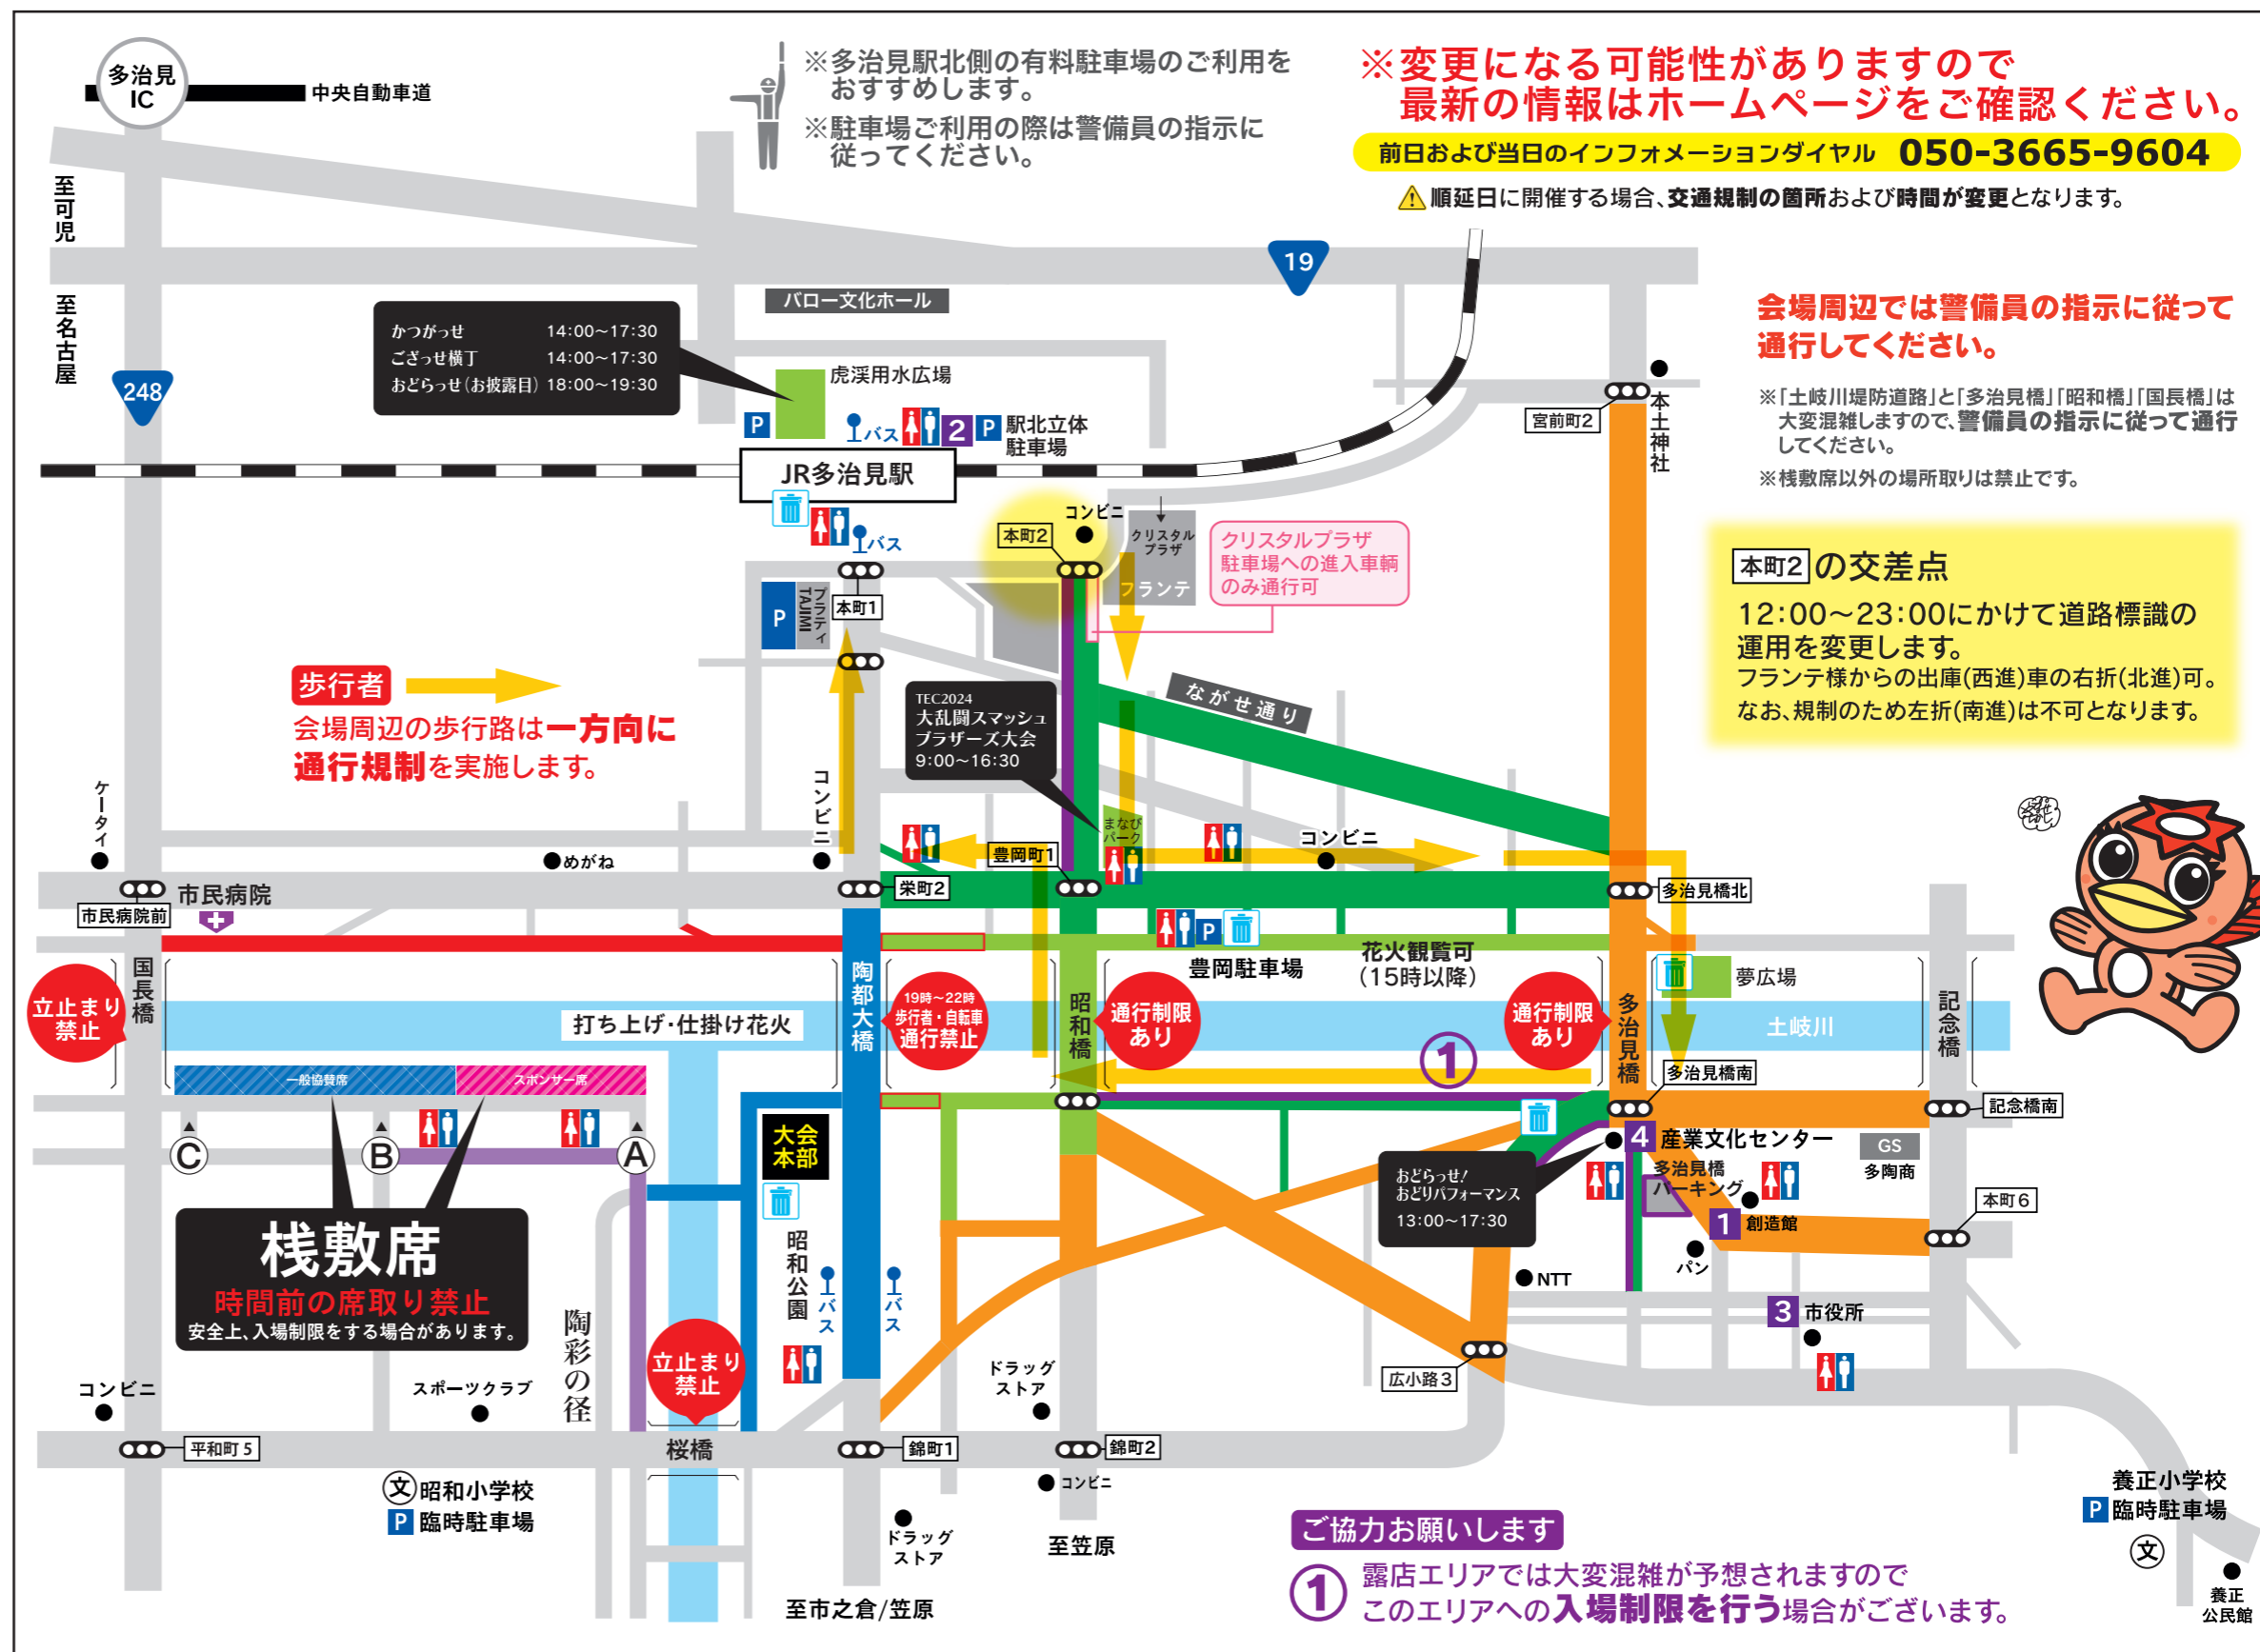 多治見
IC
中央自動車道
※多治見駅北側の有料駐車場のご利用を
おすすめします。
※駐車場ご利用の際は警備員の指示に
従ってください。
※変更になる可能性がありますので
最新の情報はホームページをご確認ください。
前日および当日のインフォメーションダイヤル 050-3665-9604
順延日に開催する場合、交通規制の箇所および時間が変更となります。
至可児
至名古屋
248
19
バロー文化ホール
かつがっせ 14:00～17:30
ござっせ横丁 14:00～17:30
おどらっせ(お披露目) 18:00～19:30
虎渓用水広場
P
バス
2
P
駅北立体
駐車場
JR多治見駅
バス
宮前町2
本土神社
会場周辺では警備員の指示に従って
通行してください。
※「土岐川堤防道路」と「多治見橋」「昭和橋」「国長橋」は
大変混雑しますので、警備員の指示に従って通行
してください。
※桟敷席以外の場所取りは禁止です。
本町2
コンビニ
クリスタル
プラザ
フランテ
クリスタルプラザ
駐車場への進入車輌
のみ通行可
本町2の交差点
12:00～23:00にかけて道路標識の
運用を変更します。
フランテ様からの出庫(西進)車の右折(北進)可。
なお、規制のため左折(南進)は不可となります。
P
プラティ
TAJIMI
本町1
歩行者
会場周辺の歩行路は一方向に
通行規制を実施します。
TEC2024
大乱闘スマッシュ
ブラザーズ大会
9:00～16:30
ながせ通り
ケータイ
めがね
コンビニ
豊岡町1
まなび
パーク
コンビニ
市民病院前
市民病院
栄町2
多治見橋北
P
豊岡駐車場
花火観覧可
(15時以降)
夢広場
立止まり
禁止
国長橋
打ち上げ・仕掛け花火
陶都大橋
19時～22時
歩行者・自転車
通行禁止
昭和橋
通行制限
あり
通行制限
あり
多治見橋
土岐川
記念橋
1
一般協賛席
スポンサー席
多治見橋南
記念橋南
C
B
A
大会
本部
4
産業文化センター
GS
多陶商
多治見橋
パーキング
おどらっせ!
おどりパフォーマンス
13:00～17:30
1
創造館
本町6
パン
桟敷席
時間前の席取り禁止
安全上、入場制限をする場合があります。
昭和公園
バス
バス
NTT
3
市役所
陶彩の径
立止まり
禁止
広小路3
コンビニ
スポーツクラブ
ドラッグ
ストア
平和町5
桜橋
錦町1
錦町2
コンビニ
文
昭和小学校
P
臨時駐車場
ドラッグ
ストア
至笠原
至市之倉/笠原
養正小学校
P
臨時駐車場
文
養正
公民館
ご協力お願いします
1
露店エリアでは大変混雑が予想されますので
このエリアへの入場制限を行う場合がございます。